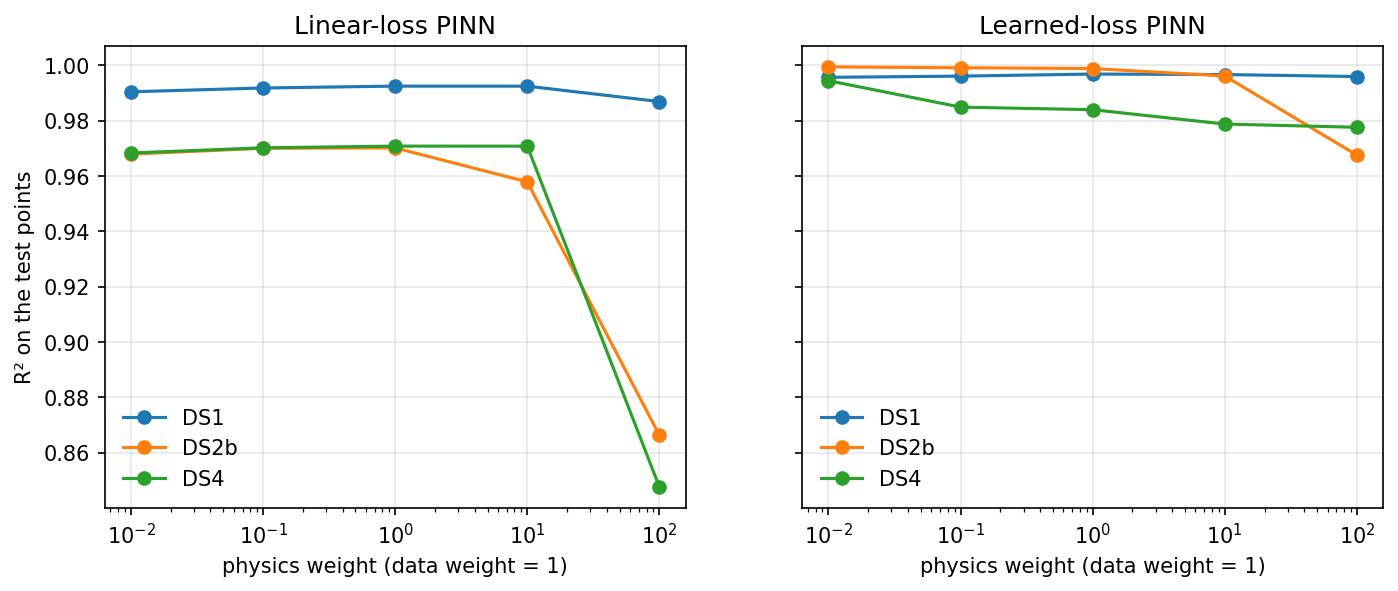 Linear-loss PINN
R² on the test points
1.00
0.98
0.96
0.94
0.92
0.90
0.88
0.86
DS1
DS2b
DS4
10⁻² 10⁻¹ 10⁰ 10¹ 10²
physics weight (data weight = 1)
Learned-loss PINN
DS1
DS2b
DS4
10⁻² 10⁻¹ 10⁰ 10¹ 10²
physics weight (data weight = 1)